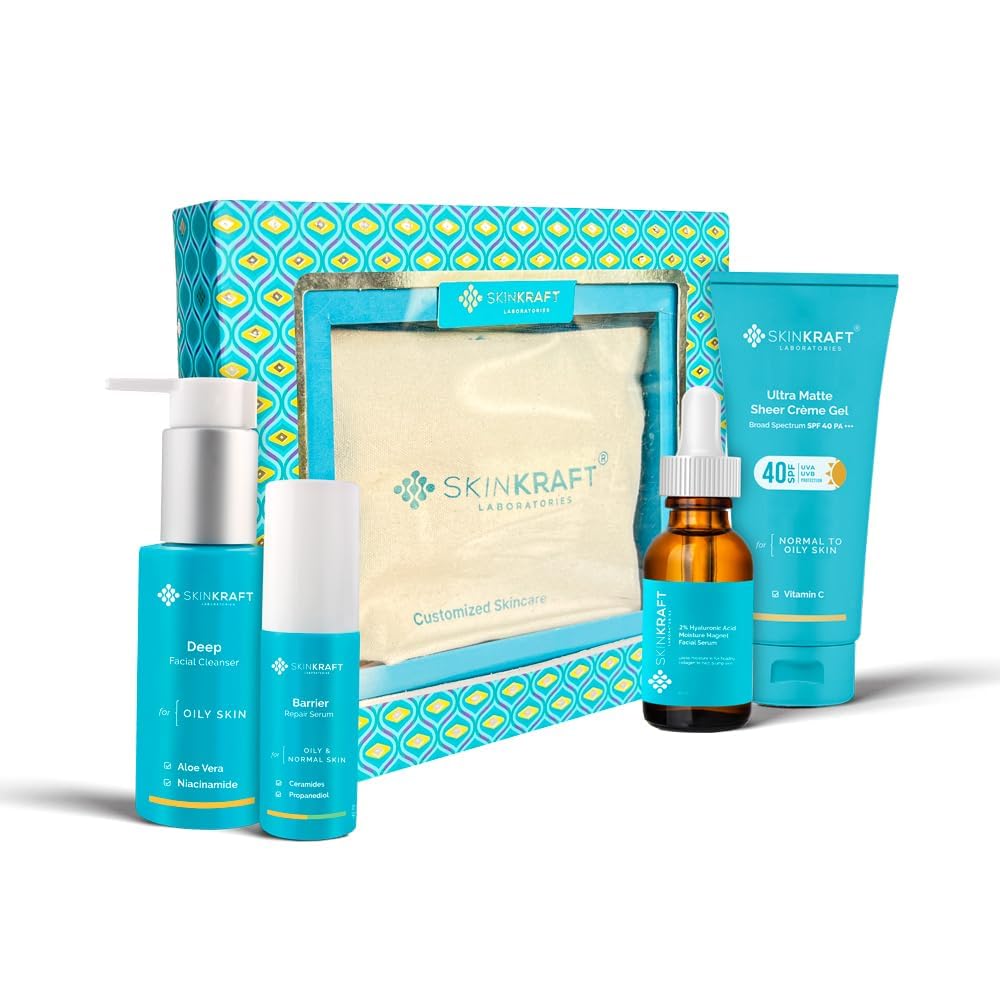 SKINKRAFT
LABORATORIES
SKINKRAFT®
LABORATORIES
Customized Skincare
SKINKRAFT
LABORATORIES
Deep
Facial Cleanser
for [ OILY SKIN
Aloe Vera
Niacinamide
SKINKRAFT
LABORATORIES
Barrier
Repair Serum
for [ OILY &
NORMAL SKIN
Ceramides
Propanediol
SKINKRAFT
2% Hyaluronic Acid
Moisture Magnet
Facial Serum
SKINKRAFT®
LABORATORIES
Ultra Matte
Sheer Crème Gel
Broad Spectrum SPF 40 PA +++
40 SPF
UVA
UVB
PROTECTION
for [ NORMAL TO
OILY SKIN
Vitamin C